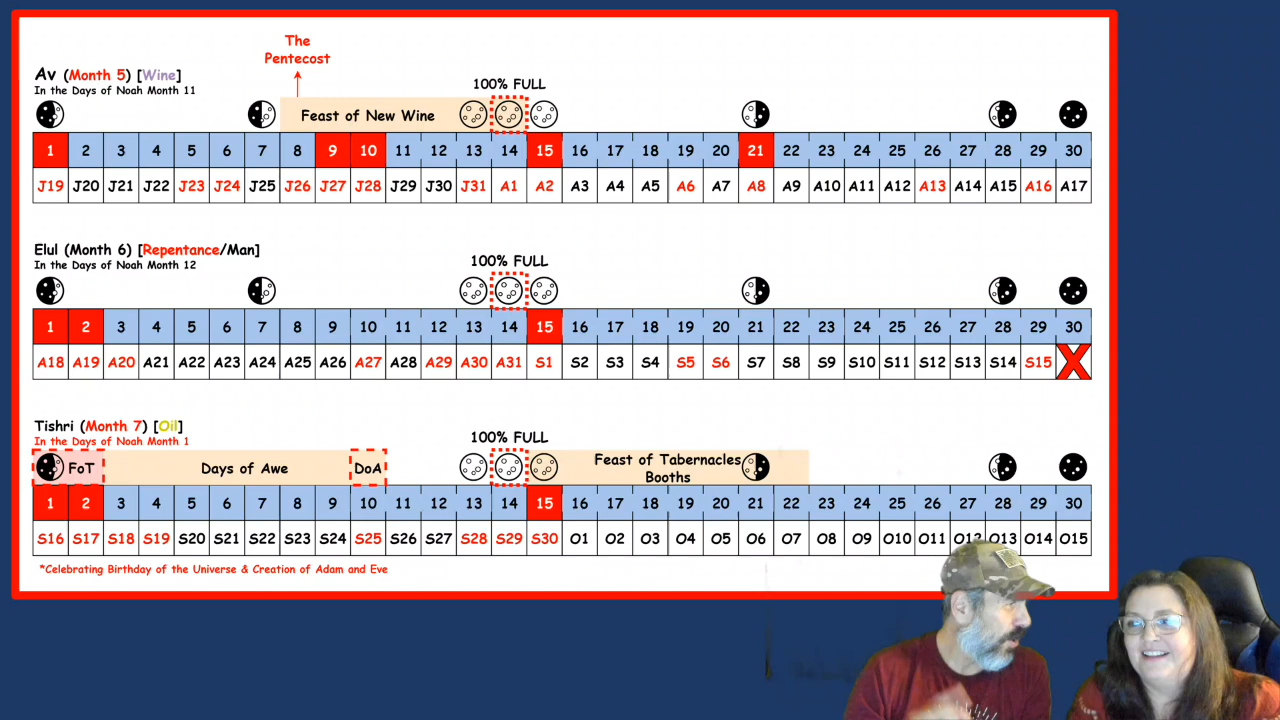 The
Pentecost
Av (Month 5) [Wine]
In the Days of Noah Month 11
100% FULL
Feast of New Wine
1 2 3 4 5 6 7 8 9 10 11 12 13 14 15 16 17 18 19 20 21 22 23 24 25 26 27 28 29 30
J19 J20 J21 J22 J23 J24 J25 J26 J27 J28 J29 J30 J31 A1 A2 A3 A4 A5 A6 A7 A8 A9 A10 A11 A12 A13 A14 A15 A16 A17
Elul (Month 6) [Repentance/Man]
In the Days of Noah Month 12
100% FULL
1 2 3 4 5 6 7 8 9 10 11 12 13 14 15 16 17 18 19 20 21 22 23 24 25 26 27 28 29 30
A18 A19 A20 A21 A22 A23 A24 A25 A26 A27 A28 A29 A30 A31 S1 S2 S3 S4 S5 S6 S7 S8 S9 S10 S11 S12 S13 S14 S15 X
Tishri (Month 7) [Oil]
In the Days of Noah Month 1
100% FULL
FoT Days of Awe DoA Feast of Tabernacles
Booths
1 2 3 4 5 6 7 8 9 10 11 12 13 14 15 16 17 18 19 20 21 22 23 24 25 26 27 28 29 30
S16 S17 S18 S19 S20 S21 S22 S23 S24 S25 S26 S27 S28 S29 S30 O1 O2 O3 O4 O5 O6 O7 O8 O9 O10 O11 O12 O13 O14 O15
*Celebrating Birthday of the Universe & Creation of Adam and Eve